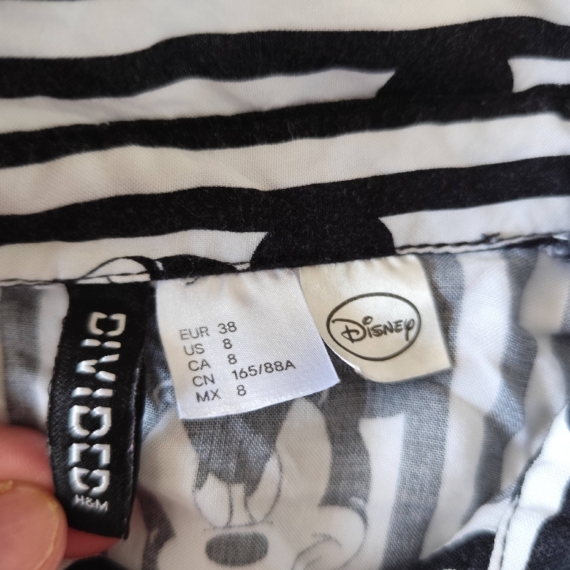 DIVIDED
H&M
EUR 38
US 8
CA 8
CN 165/88A
MX 8
Disney